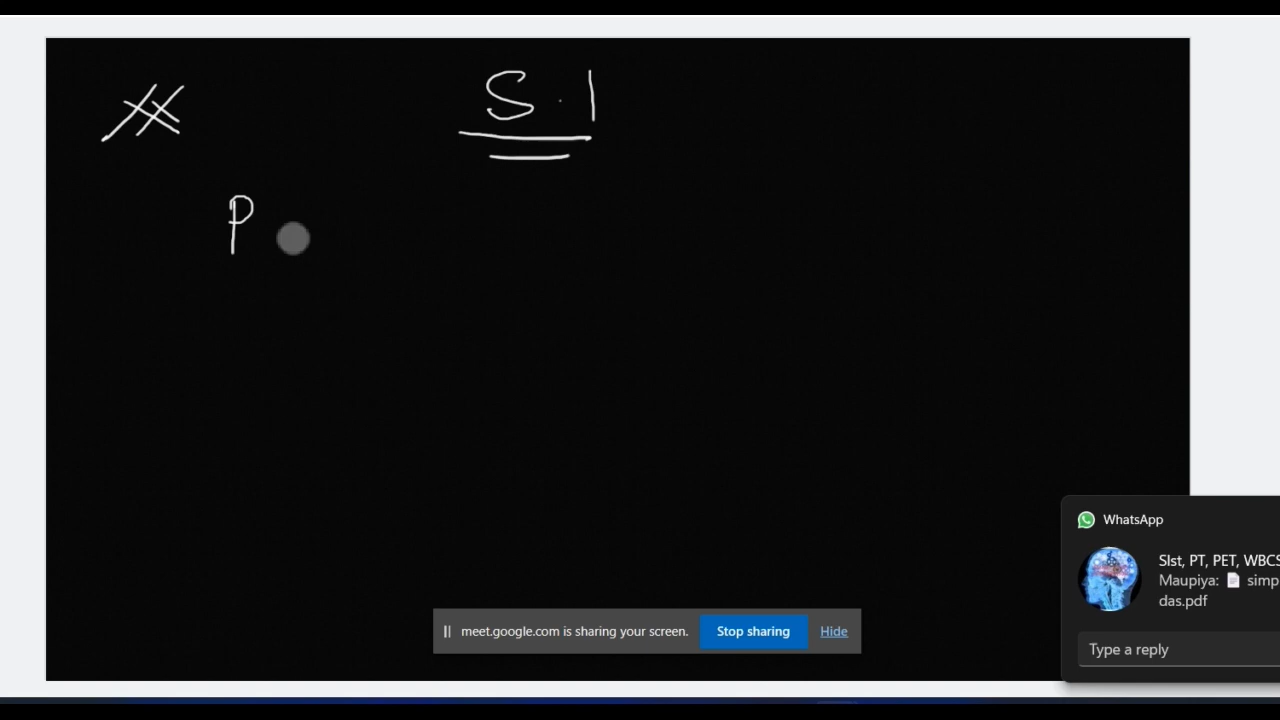 S.I
P
WhatsApp
Slst, PT, PET, WBCS
Maupiya: simp
das.pdf
meet.google.com is sharing your screen. Stop sharing Hide
Type a reply